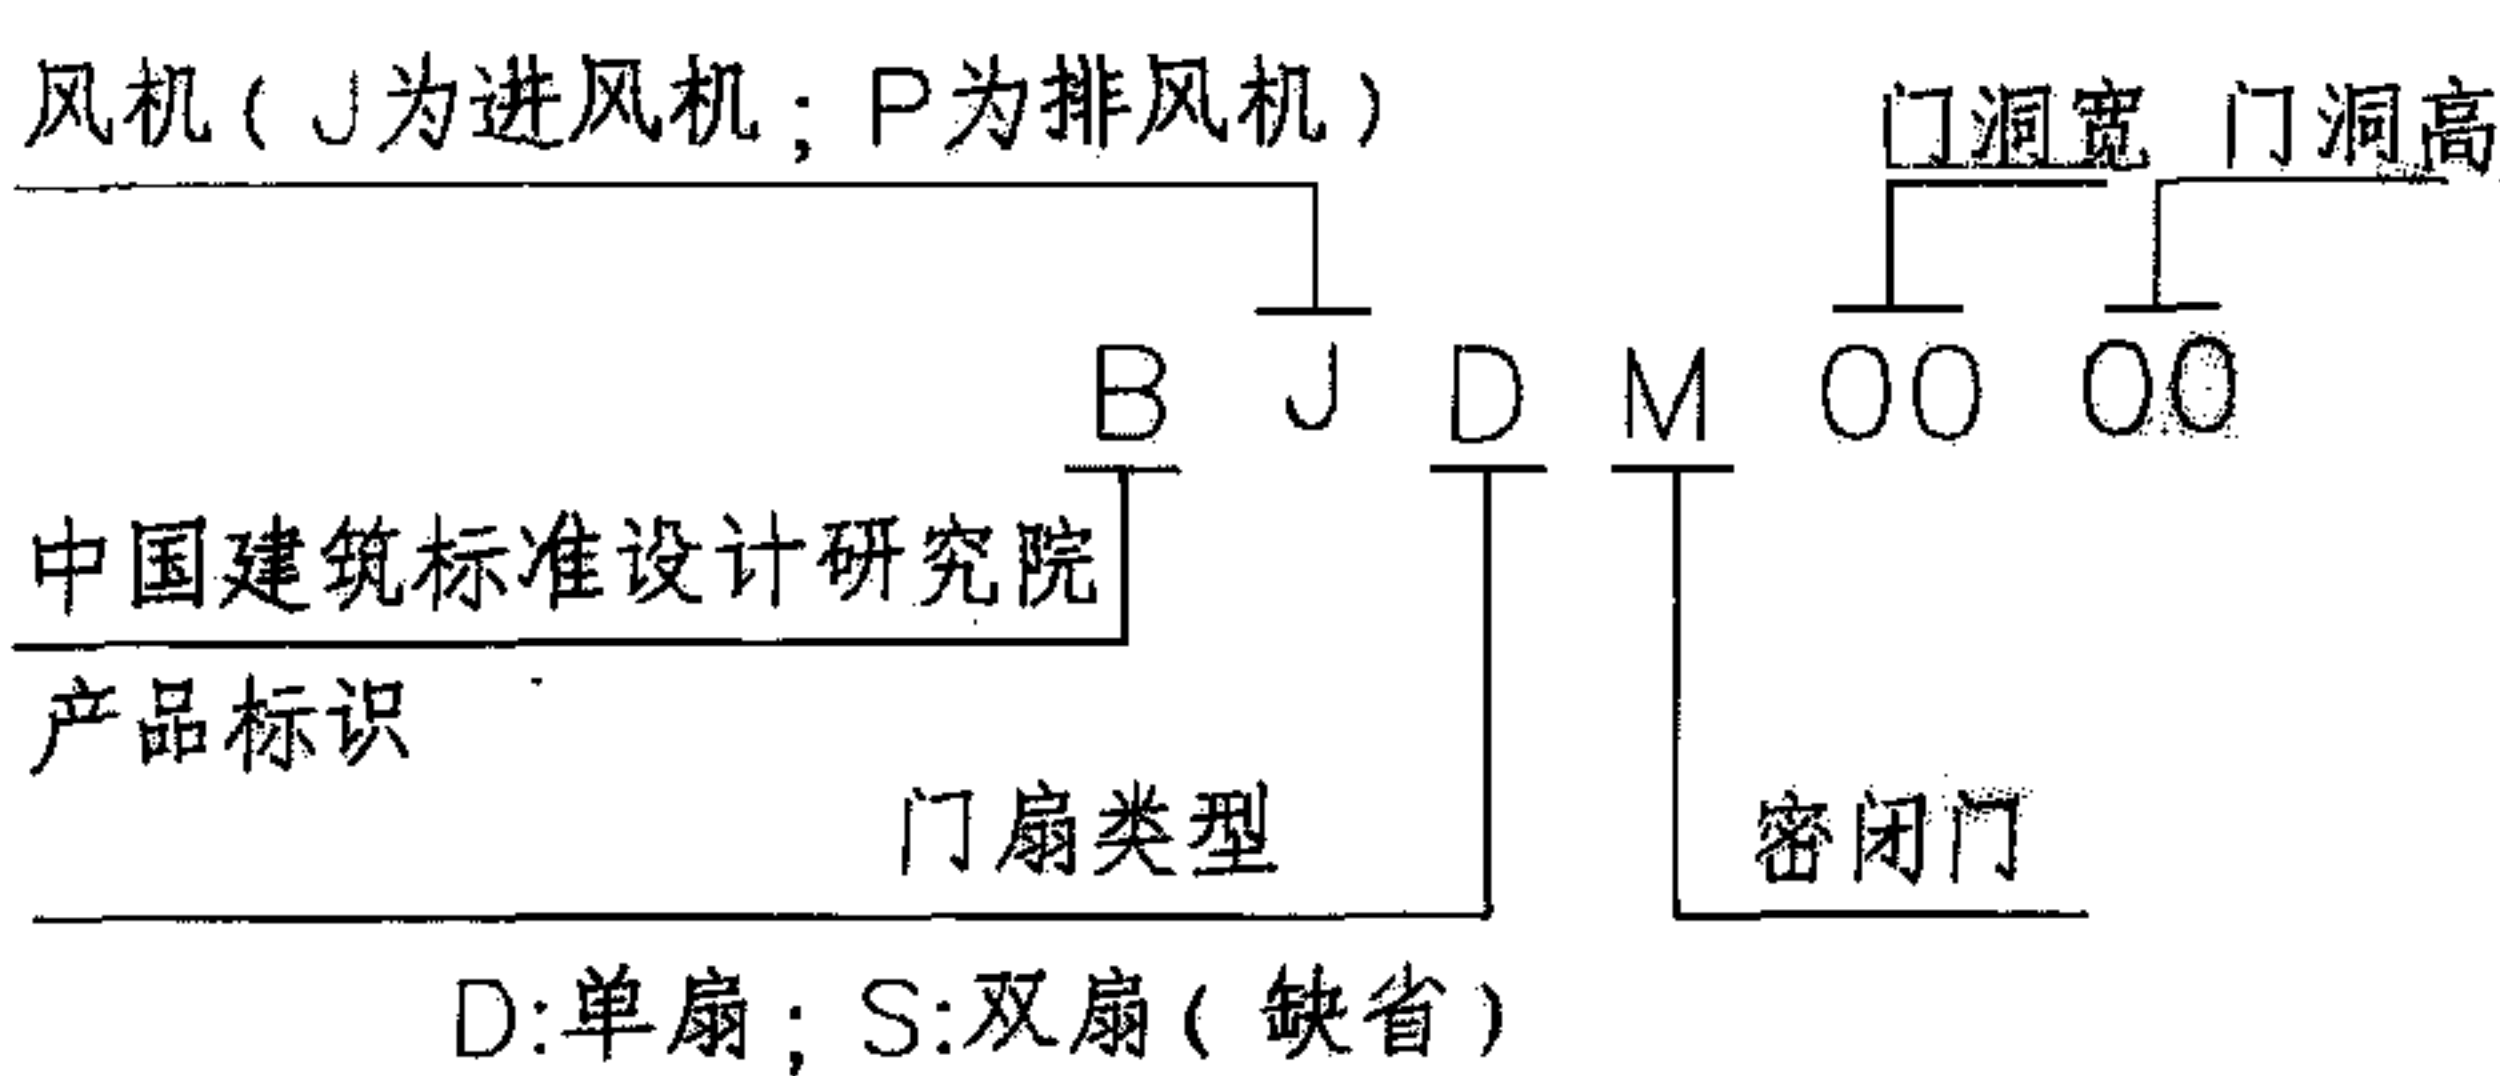 风机(J为进风机;P为排风机)
门洞宽 门洞高
B J D M 00 00
中国建筑标准设计研究院
产品标识
门扇类型
密闭门
D:单扇;S:双扇(缺省)